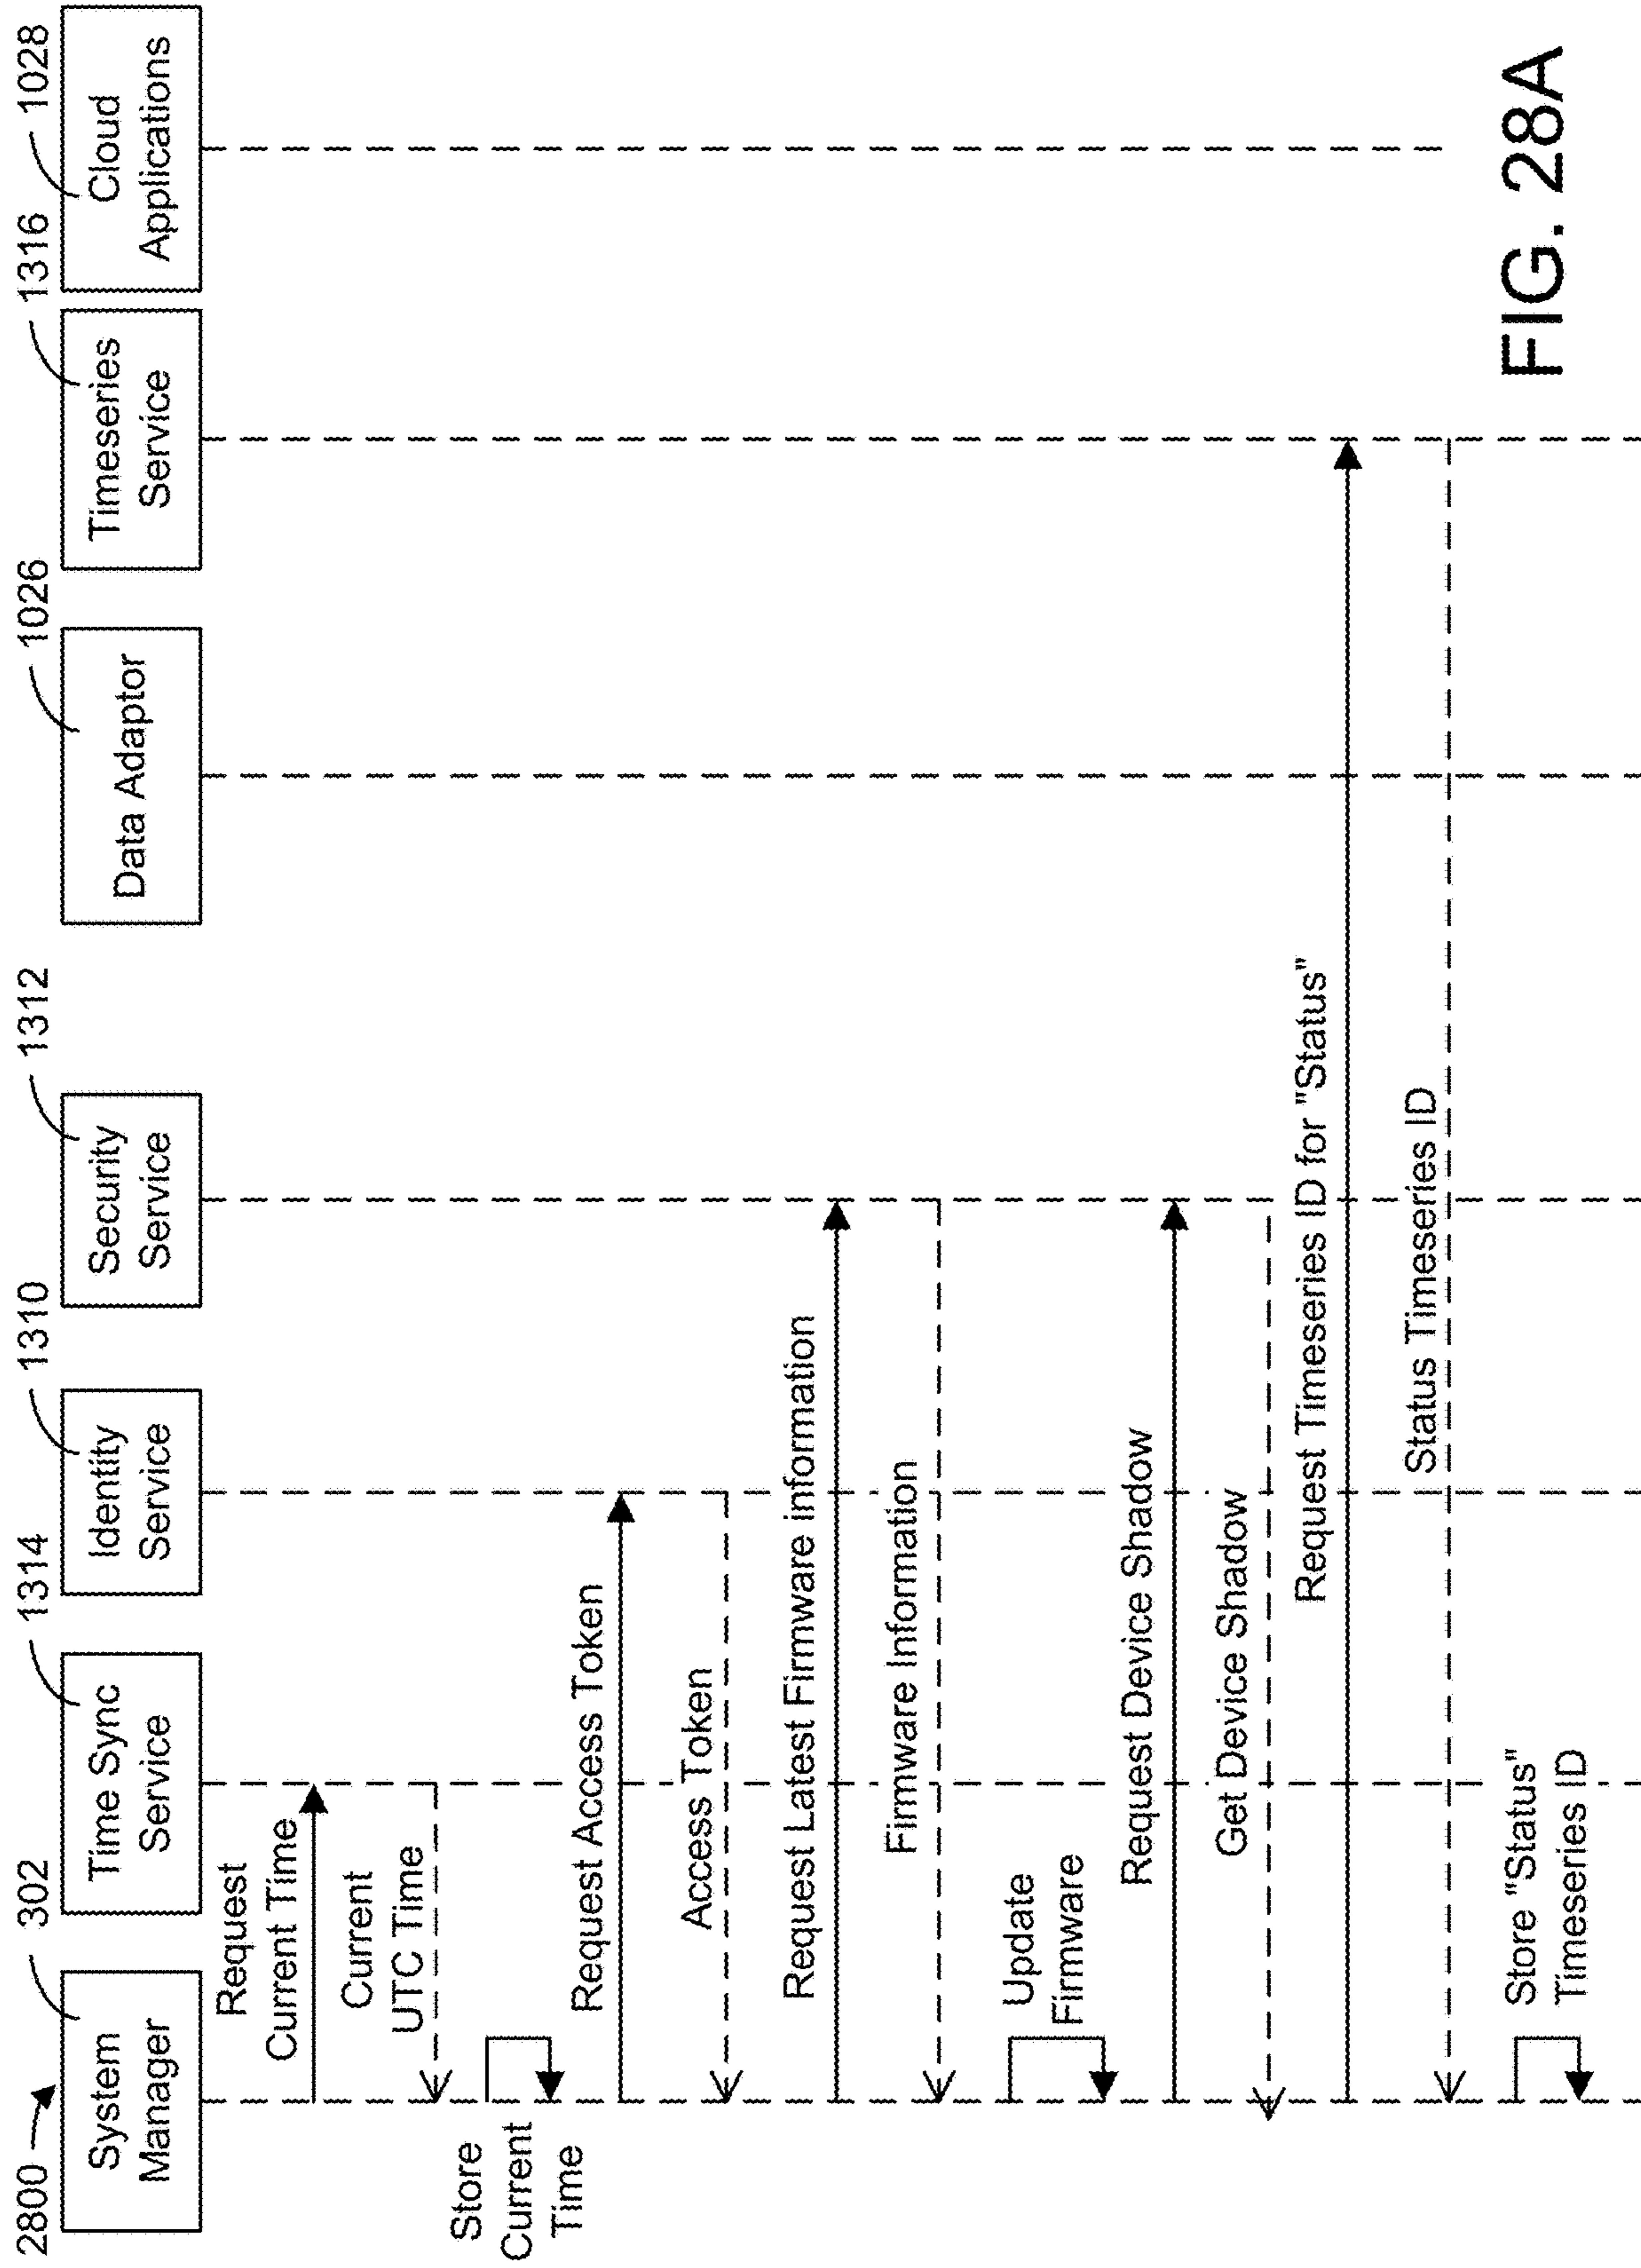 2800
302
System
Manager
1314
Time Sync
Service
1310
Identity
Service
1312
Security
Service
1026
Data Adaptor
1316
Timeseries
Service
1028
Cloud
Applications
Request
Current Time
Current
UTC Time
Store
Current
Time
Request Access Token
Access Token
Request Latest Firmware information
Firmware Information
Update
Firmware
Request Device Shadow
Get Device Shadow
Request Timeseries ID for "Status"
Status Timeseries ID
Store "Status"
Timeseries ID
FIG. 28A